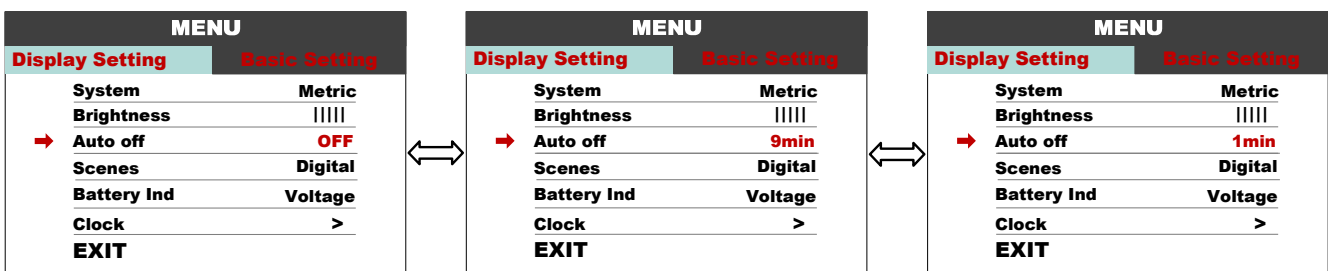 MENU
Display Setting Basic Setting
System Metric
Brightness |||||
Auto off OFF
Scenes Digital
Battery Ind Voltage
Clock >
EXIT
MENU
Display Setting Basic Setting
System Metric
Brightness |||||
Auto off 9min
Scenes Digital
Battery Ind Voltage
Clock >
EXIT
MENU
Display Setting Basic Setting
System Metric
Brightness |||||
Auto off 1min
Scenes Digital
Battery Ind Voltage
Clock >
EXIT